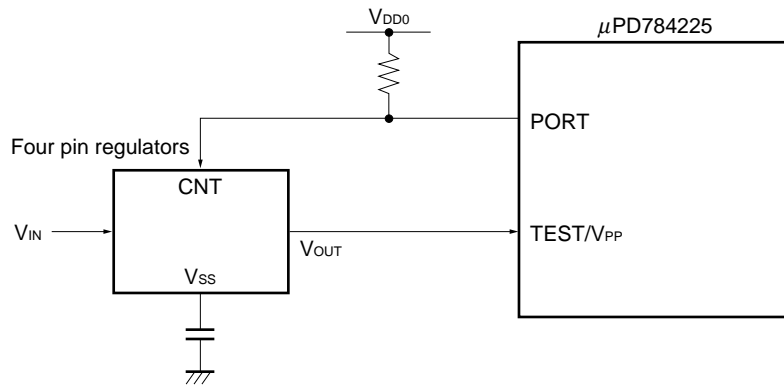 VDD0
μPD784225
PORT
Four pin regulators
CNT
VIN
VOUT
TEST/VPP
VSS